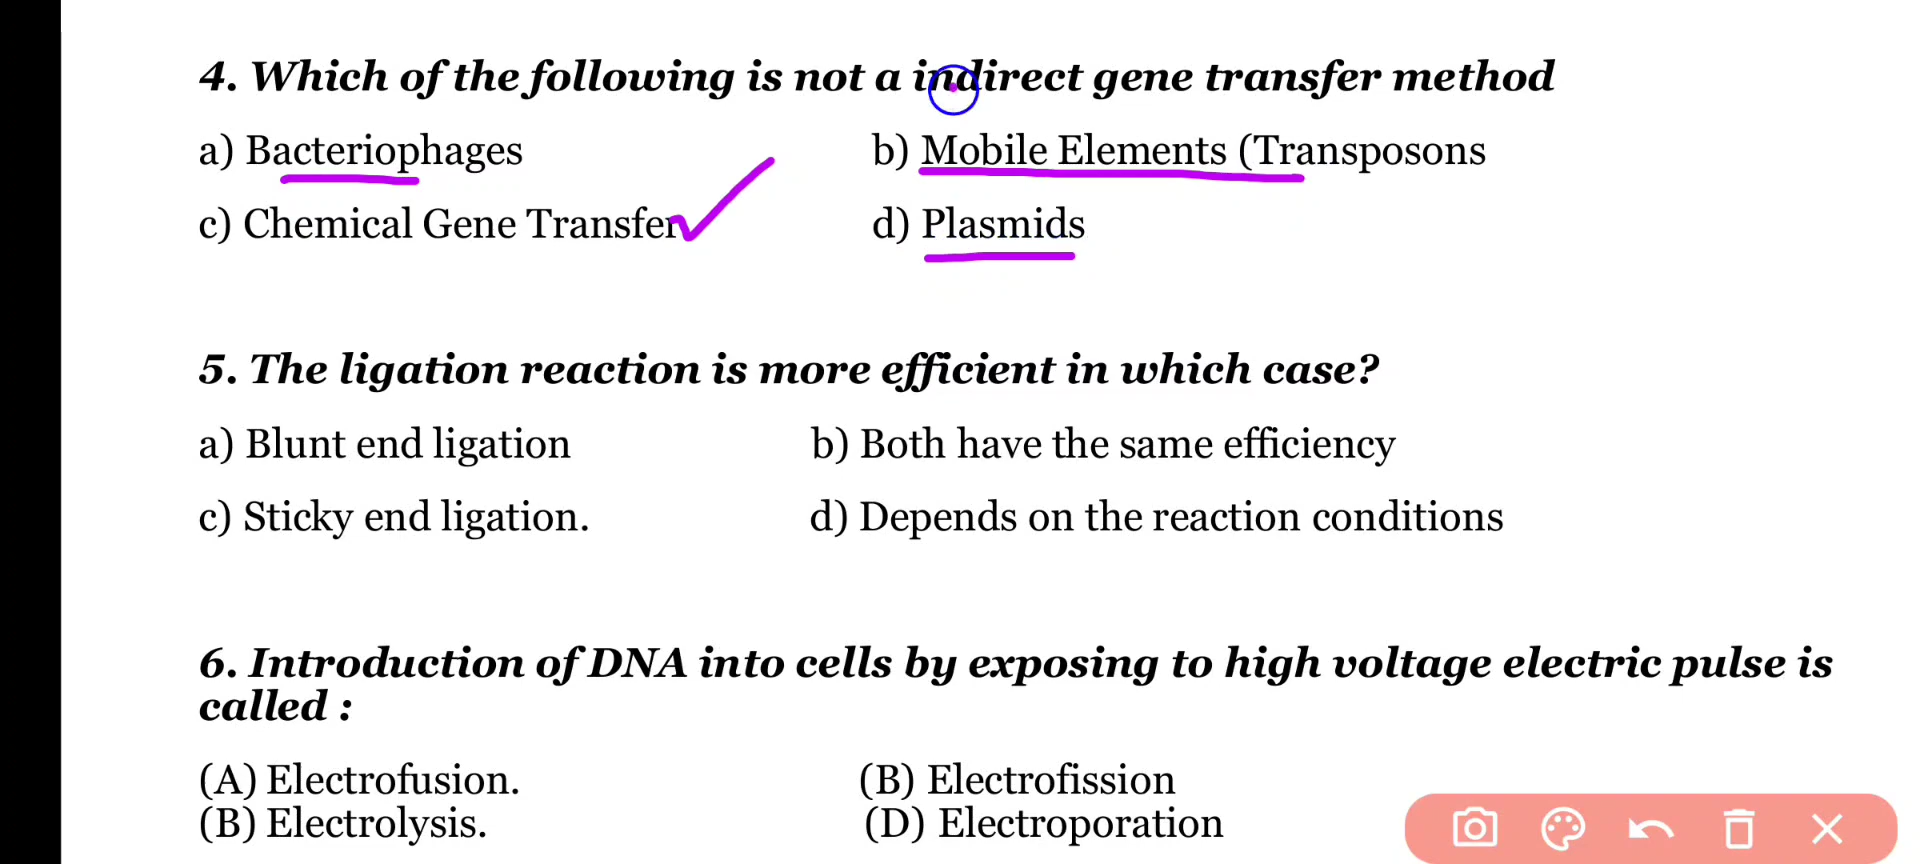 4. Which of the following is not a indirect gene transfer method
a) Bacteriophages b) Mobile Elements (Transposons
c) Chemical Gene Transfer d) Plasmids
5. The ligation reaction is more efficient in which case?
a) Blunt end ligation b) Both have the same efficiency
c) Sticky end ligation. d) Depends on the reaction conditions
6. Introduction of DNA into cells by exposing to high voltage electric pulse is
called :
(A) Electrofusion. (B) Electrofission
(B) Electrolysis. (D) Electroporation